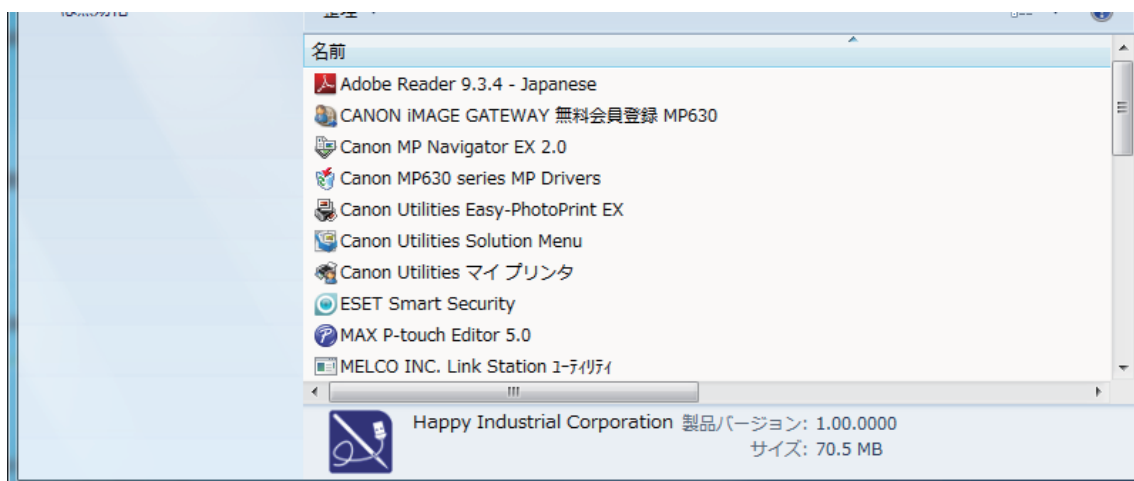 整理
名前
Adobe Reader 9.3.4 - Japanese
CANON iMAGE GATEWAY 無料会員登録 MP630
Canon MP Navigator EX 2.0
Canon MP630 series MP Drivers
Canon Utilities Easy-PhotoPrint EX
Canon Utilities Solution Menu
Canon Utilities マイ プリンタ
ESET Smart Security
MAX P-touch Editor 5.0
MELCO INC. Link Station ﾕｰﾃｨﾘﾃｨ
Happy Industrial Corporation 製品バージョン: 1.00.0000
サイズ: 70.5 MB